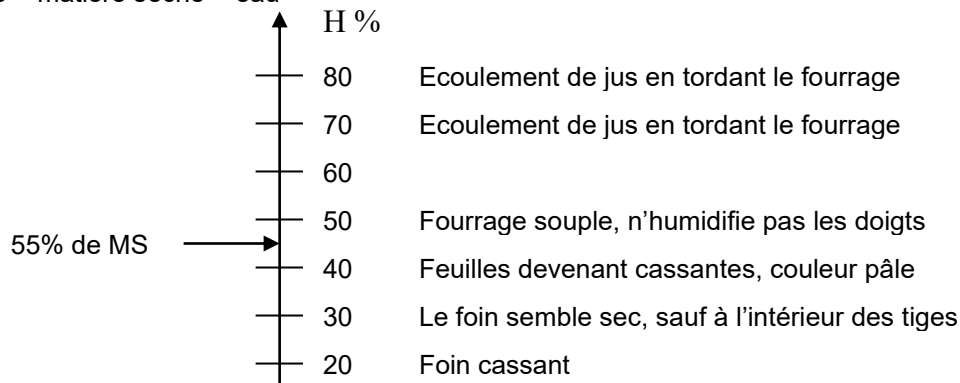 matière sèche eau
H %
80 Ecoulement de jus en tordant le fourrage
70 Ecoulement de jus en tordant le fourrage
60
50 Fourrage souple, n’humidifie pas les doigts
55% de MS
40 Feuilles devenant cassantes, couleur pâle
30 Le foin semble sec, sauf à l’intérieur des tiges
20 Foin cassant